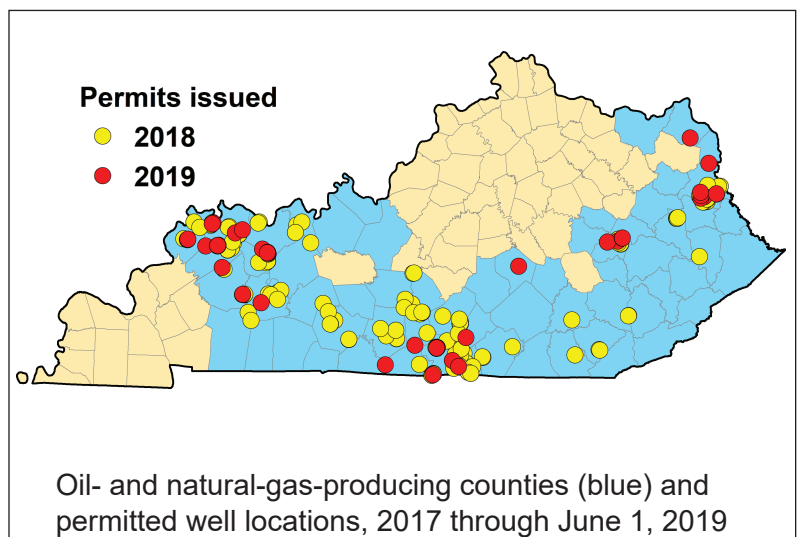 Permits issued
2018
2019
Oil- and natural-gas-producing counties (blue) and
permitted well locations, 2017 through June 1, 2019